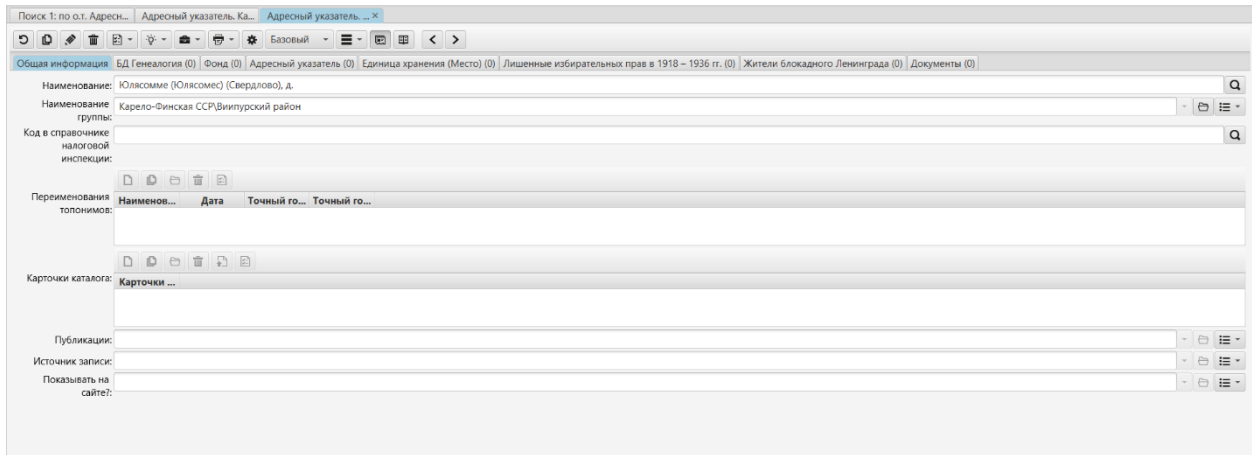 Поиск 1: по о.т. Адресн... Адресный указатель. Ка... Адресный указатель. ... ×
Базовый
Общая информация БД Генеалогия (0) Фонд (0) Адресный указатель (0) Единица хранения (Место) (0) Лишенные избирательных прав в 1918 – 1936 гг. (0) Жители блокадного Ленинграда (0) Документы (0)
Наименование: Юлясомме (Юлясомес) (Свердлово), д.
Наименование группы: Карело-Финская ССР\Виипурский район
Код в справочнике
налоговой
инспекции:
Переименования
топонимов:
Наименов... Дата Точный го... Точный го...
Карточки каталога:
Карточки ...
Публикации:
Источник записи:
Показывать на
сайте?: